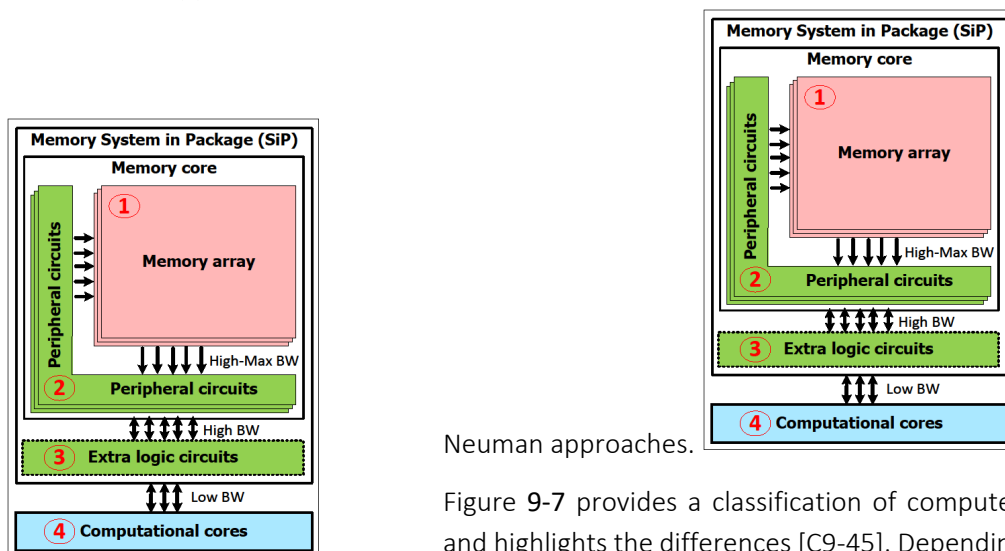 Memory System in Package (SiP)
Memory core
1
Peripheral circuits
Memory array
High-Max BW
2
Peripheral circuits
High BW
3
Extra logic circuits
Low BW
4
Computational cores
Memory System in Package (SiP)
Memory core
1
Peripheral circuits
Memory array
High-Max BW
2
Peripheral circuits
High BW
3
Extra logic circuits
Low BW
4
Computational cores
Neuman approaches.
Figure 9-7 provides a classification of compute
and highlights the differences [C9-45]. Dependin